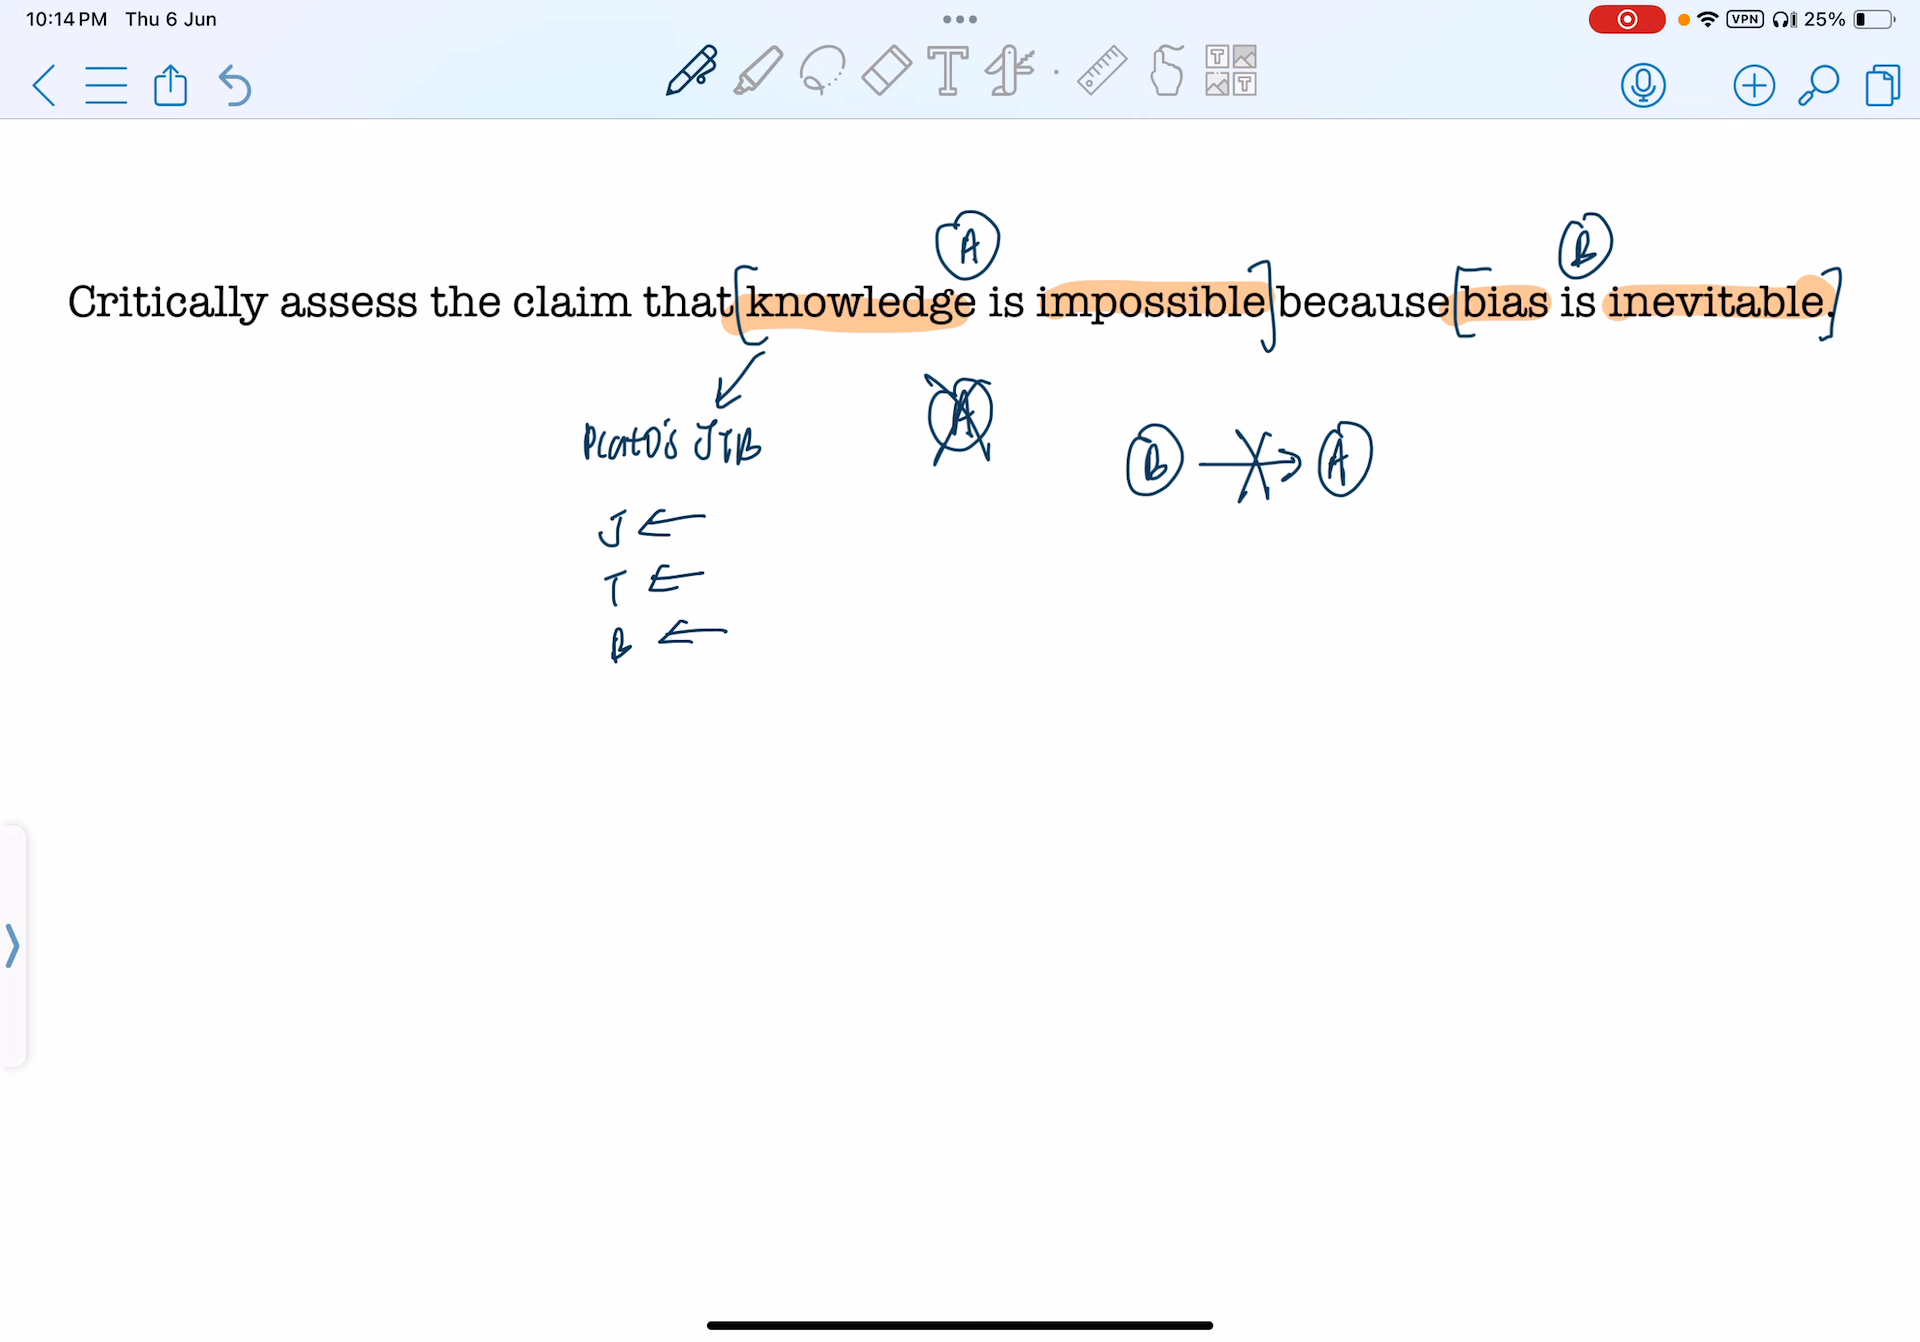 10:14 PM Thu 6 Jun VPN 25%
A B
Critically assess the claim that [knowledge is impossible] because [bias is inevitable.]
A
Plato's JTB B A
J
T
B